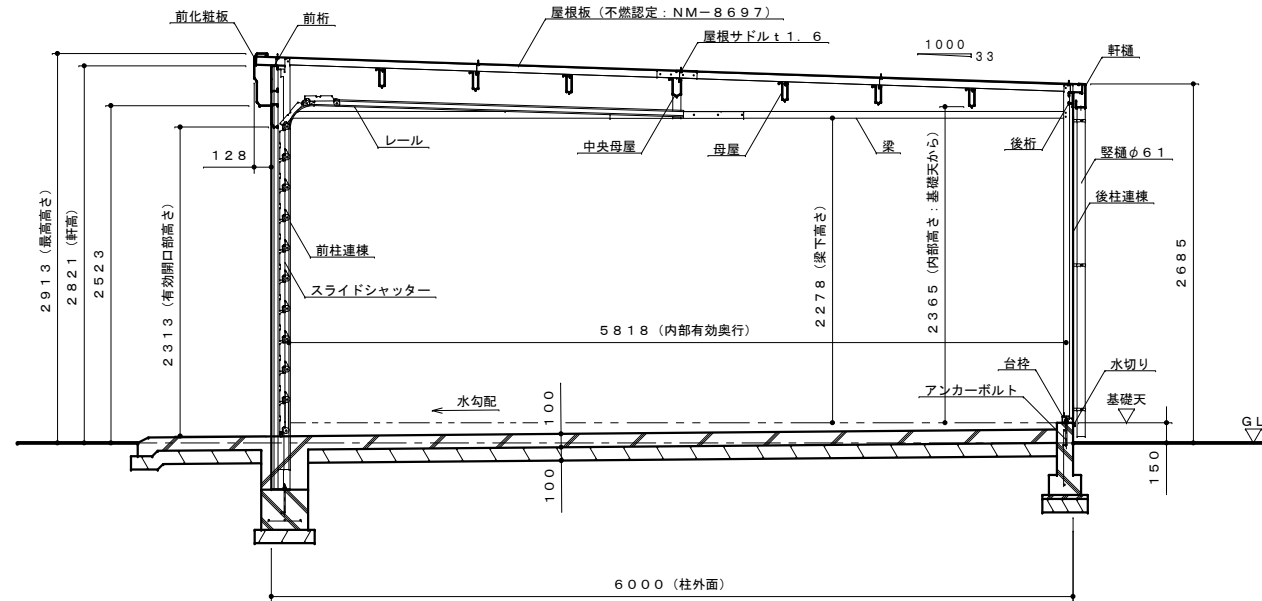 前化粧板
前桁
屋根板（不燃認定：NM－8697）
屋根サドルｔ1．6
1000
33
軒樋
レール
中央母屋
母屋
梁
後桁
竪樋φ61
後柱連棟
128
2913（最高高さ）
2821（軒高）
2523
2313（有効開口部高さ）
前柱連棟
スライドシャッター
2278（梁下高さ）
2365（内部高さ：基礎天から）
2685
5818（内部有効奥行）
台枠
水切り
アンカーボルト
基礎天
水勾配
100
GL
100
150
6000（柱外面）